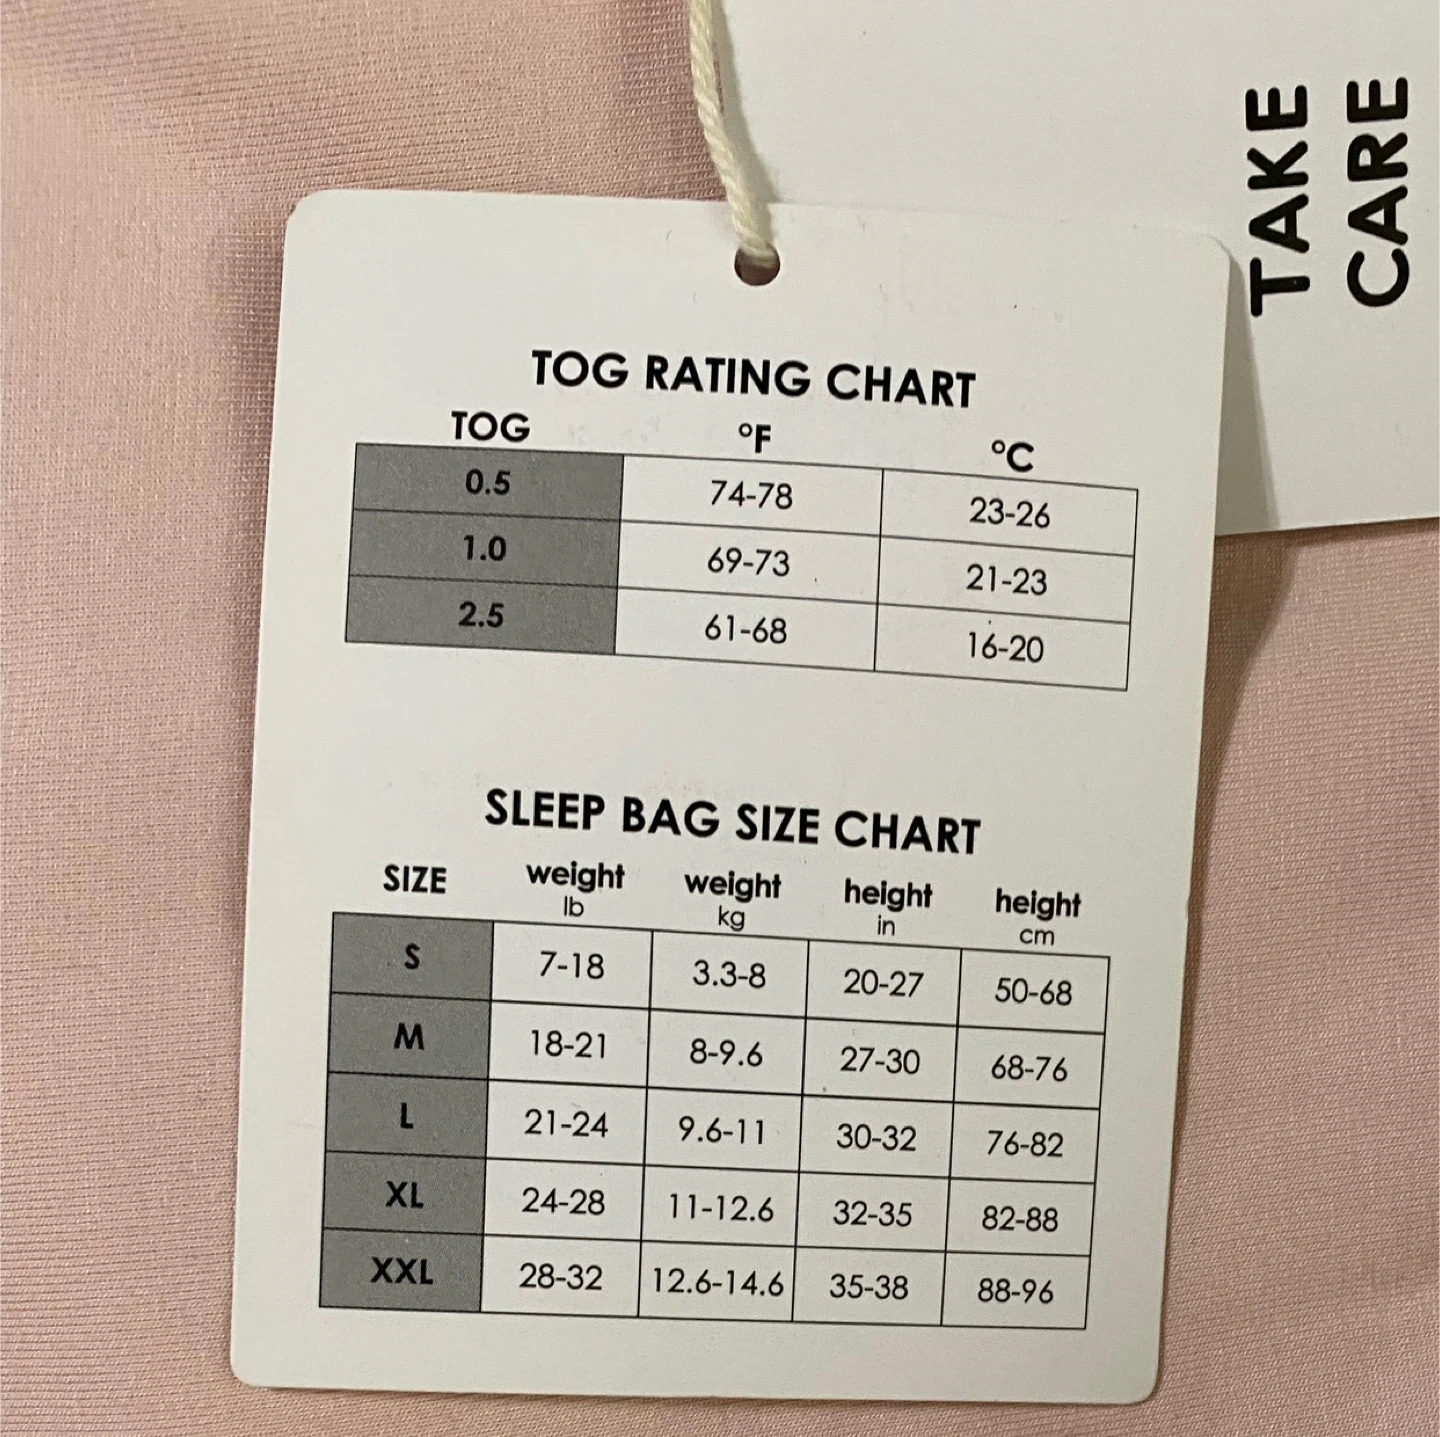 TAKE
CARE
TOG RATING CHART
TOG °F °C
0.5 74-78 23-26
1.0 69-73 21-23
2.5 61-68 16-20
SLEEP BAG SIZE CHART
SIZE weight weight height height
lb kg in cm
S 7-18 3.3-8 20-27 50-68
M 18-21 8-9.6 27-30 68-76
L 21-24 9.6-11 30-32 76-82
XL 24-28 11-12.6 32-35 82-88
XXL 28-32 12.6-14.6 35-38 88-96